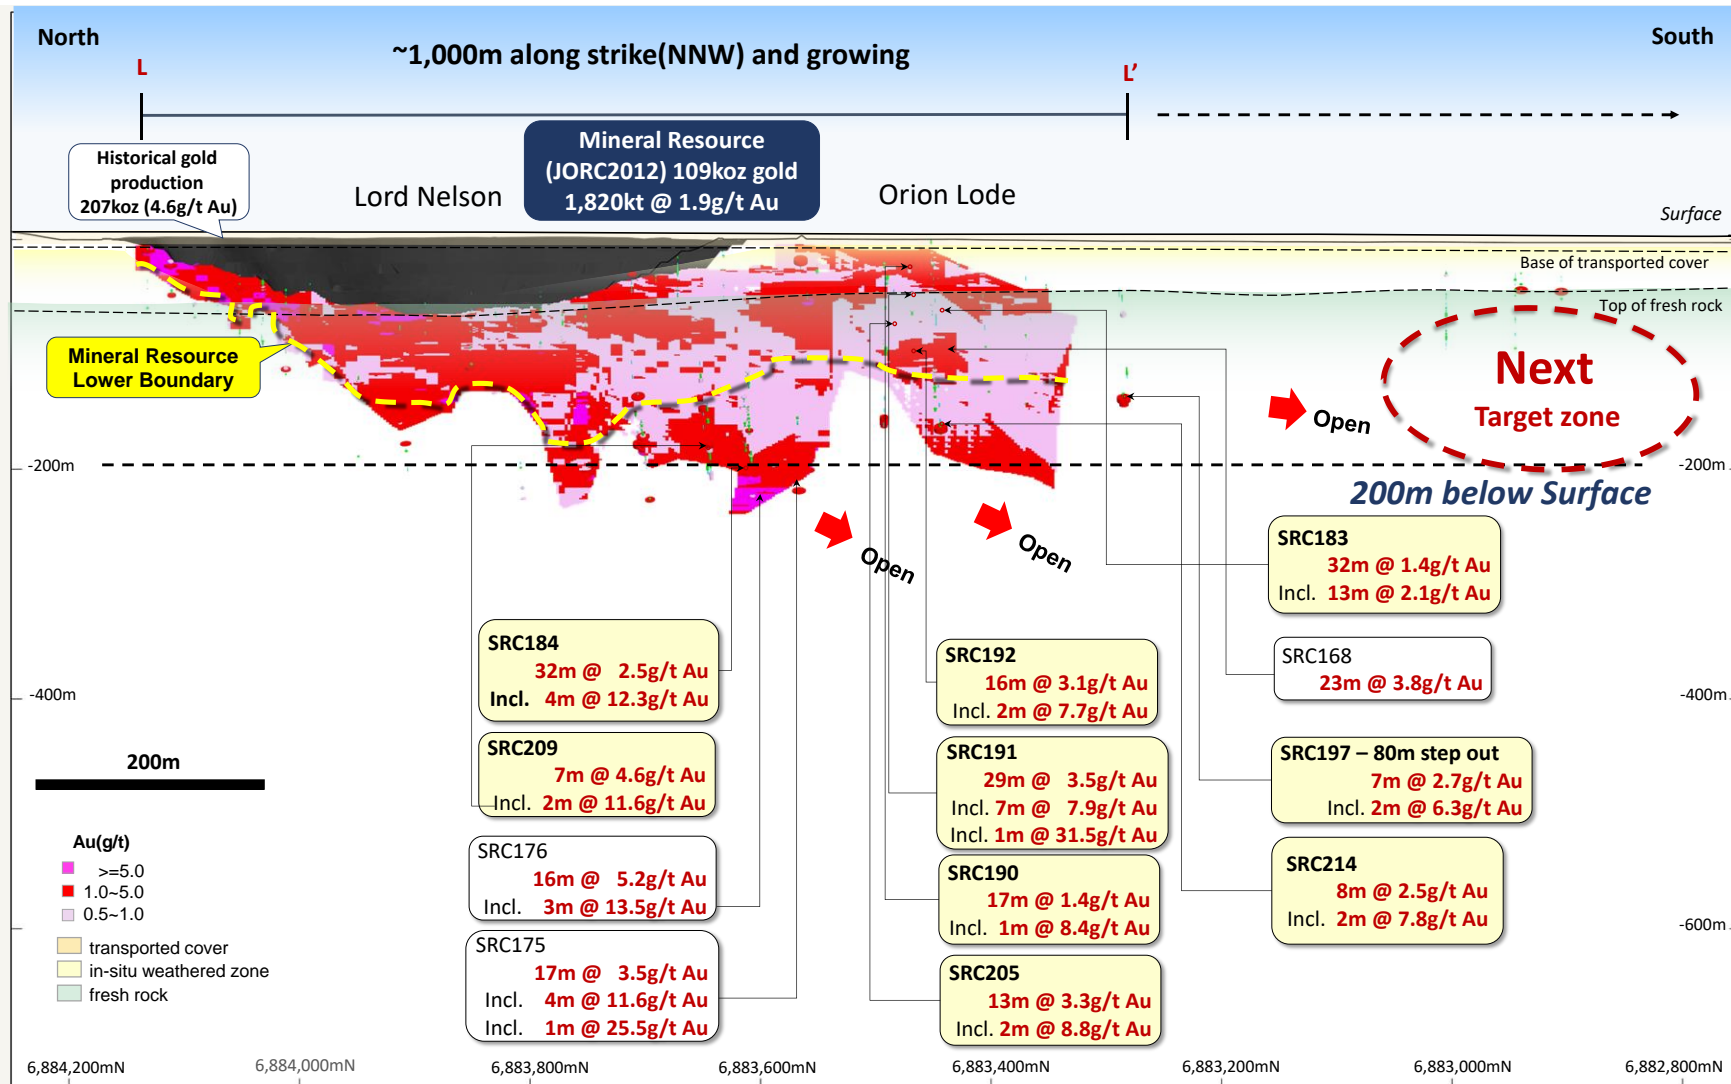 North
~1,000m along strike(NNW) and growing
South
L
L’
Historical gold
production
207koz (4.6g/t Au)
Lord Nelson
Mineral Resource
(JORC2012) 109koz gold
1,820kt @ 1.9g/t Au
Orion Lode
Surface
Base of transported cover
Top of fresh rock
Mineral Resource
Lower Boundary
Next
Target zone
Open
-200m
-200m
200m below Surface
Open
Open
SRC183
32m @ 1.4g/t Au
Incl. 13m @ 2.1g/t Au
SRC184
32m @ 2.5g/t Au
Incl. 4m @ 12.3g/t Au
SRC192
16m @ 3.1g/t Au
Incl. 2m @ 7.7g/t Au
SRC168
23m @ 3.8g/t Au
-400m
-400m
SRC209
7m @ 4.6g/t Au
Incl. 2m @ 11.6g/t Au
SRC191
29m @ 3.5g/t Au
Incl. 7m @ 7.9g/t Au
Incl. 1m @ 31.5g/t Au
SRC197 – 80m step out
7m @ 2.7g/t Au
Incl. 2m @ 6.3g/t Au
200m
SRC176
16m @ 5.2g/t Au
Incl. 3m @ 13.5g/t Au
SRC190
17m @ 1.4g/t Au
Incl. 1m @ 8.4g/t Au
SRC214
8m @ 2.5g/t Au
Incl. 2m @ 7.8g/t Au
-600m
Au(g/t)
>=5.0
1.0~5.0
0.5~1.0
transported cover
in-situ weathered zone
fresh rock
SRC175
17m @ 3.5g/t Au
Incl. 4m @ 11.6g/t Au
Incl. 1m @ 25.5g/t Au
SRC205
13m @ 3.3g/t Au
Incl. 2m @ 8.8g/t Au
6,884,200mN
6,884,000mN
6,883,800mN
6,883,600mN
6,883,400mN
6,883,200mN
6,883,000mN
6,882,800mN